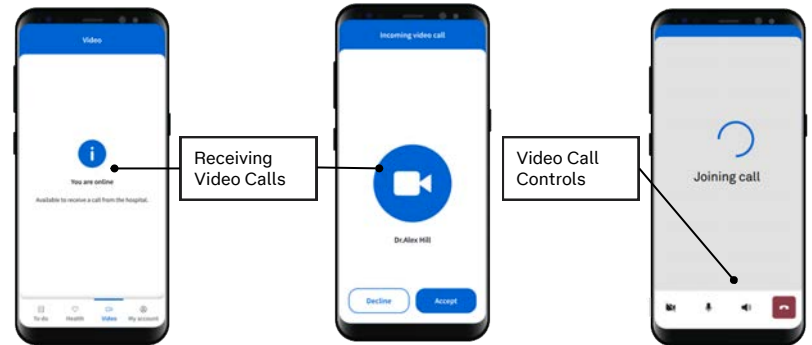 Video
You are online
Available to receive a call from the hospital.
To do Health Video My account
Receiving
Video Calls
Incoming video call
Dr.Alex Hill
Decline Accept
Video Call
Controls
Joining call